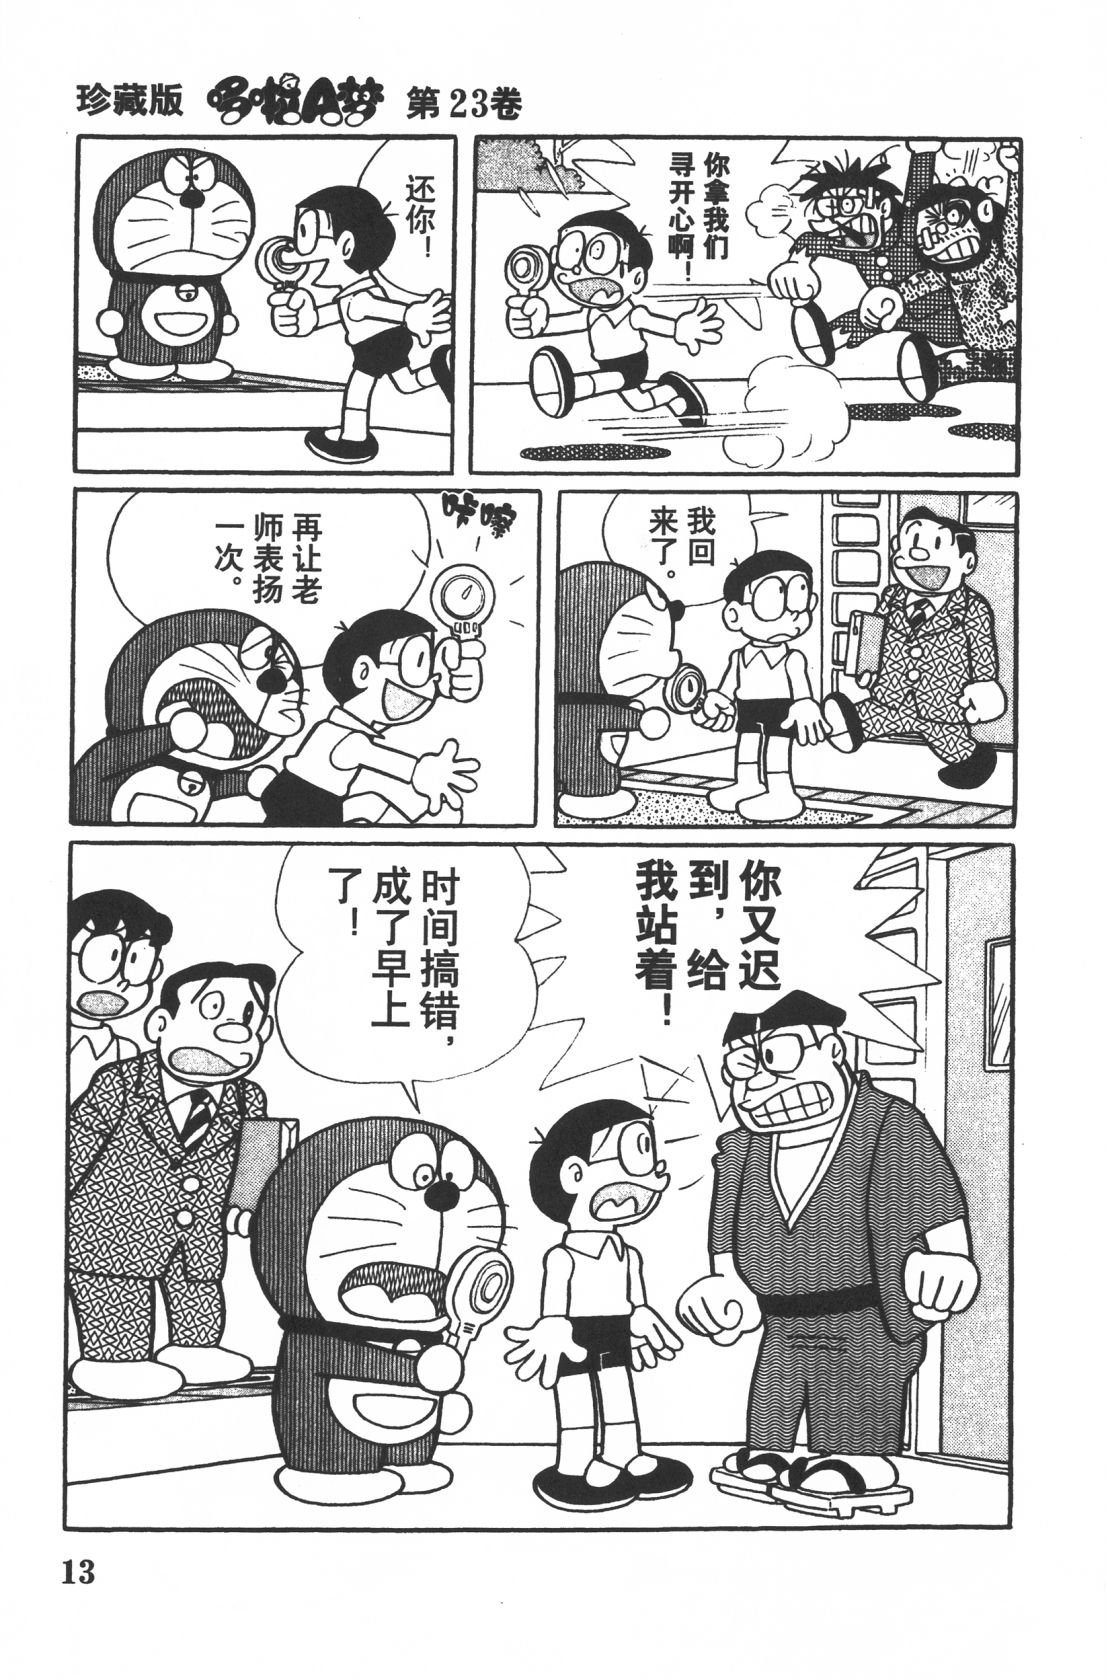 珍藏版 哆啦A梦 第23卷
还你！
你拿我们
寻开心啊！
再让老
师表扬
一次。
咔嚓
我回
来了。
时间搞错，
成了早上
了！
你又迟
到，给
我站着！
13